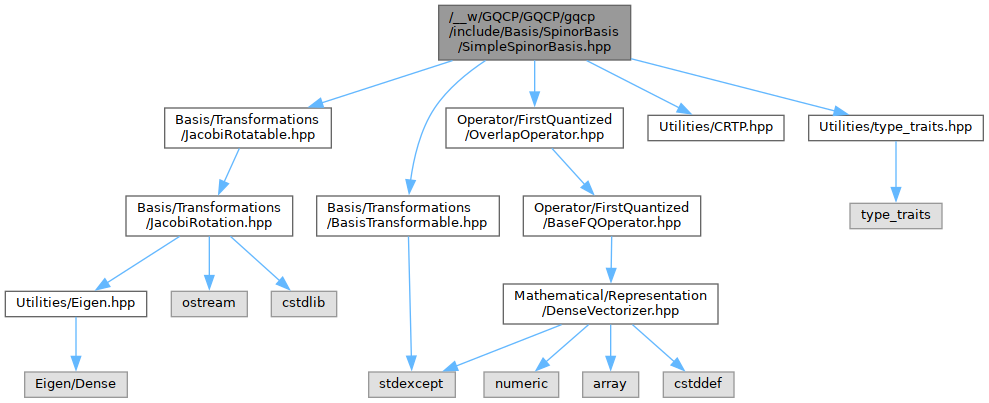 /__w/GQCP/GQCP/gqcp
/include/Basis/SpinorBasis
/SimpleSpinorBasis.hpp
Basis/Transformations
/JacobiRotatable.hpp
Operator/FirstQuantized
/OverlapOperator.hpp
Utilities/CRTP.hpp
Utilities/type_traits.hpp
Basis/Transformations
/JacobiRotation.hpp
Basis/Transformations
/BasisTransformable.hpp
Operator/FirstQuantized
/BaseFQOperator.hpp
type_traits
Utilities/Eigen.hpp
ostream
cstdlib
Mathematical/Representation
/DenseVectorizer.hpp
Eigen/Dense
stdexcept
numeric
array
cstddef